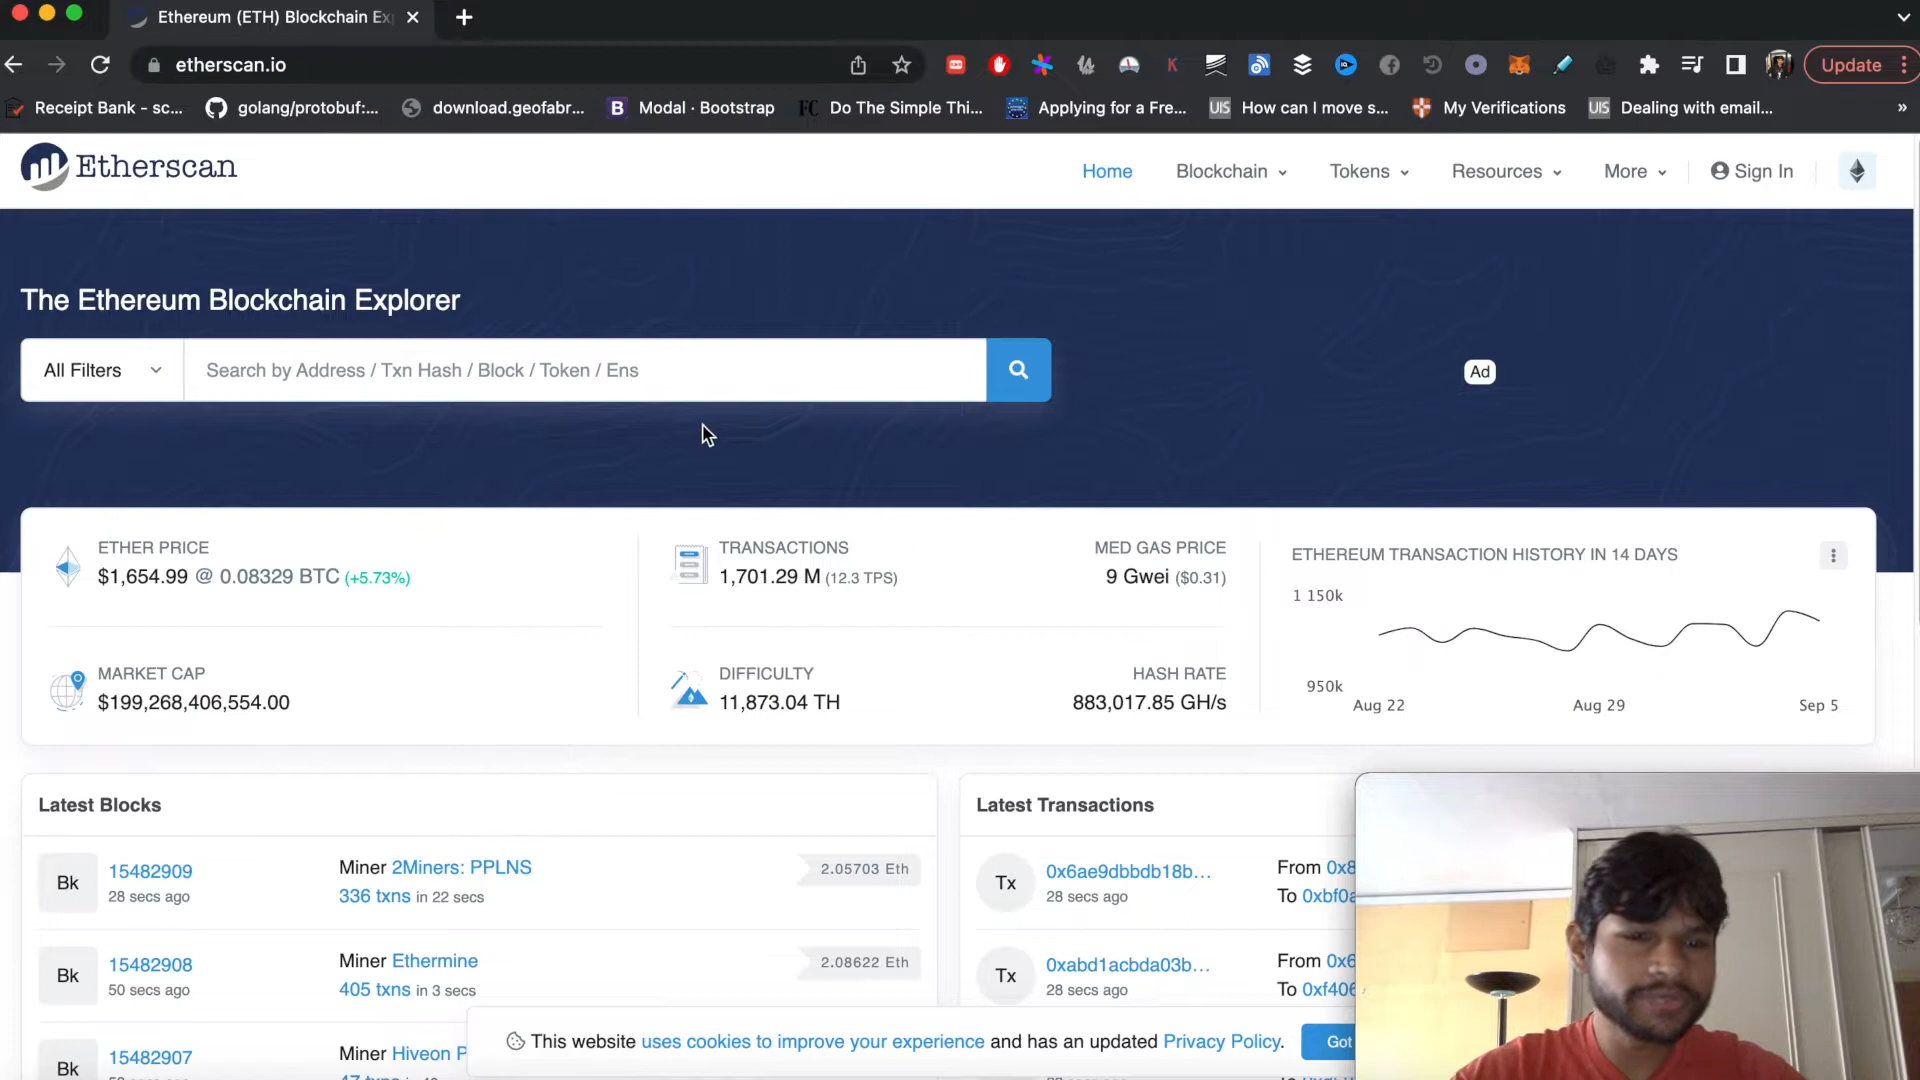 Ethereum (ETH) Blockchain Ex
etherscan.io
Update
Receipt Bank - sc...
golang/protobuf:...
download.geofabr...
B Modal · Bootstrap
FC Do The Simple Thi...
Applying for a Fre...
UIS How can I move s...
My Verifications
UIS Dealing with email...
»
Etherscan
Home
Blockchain
Tokens
Resources
More
Sign In
The Ethereum Blockchain Explorer
All Filters
Search by Address / Txn Hash / Block / Token / Ens
Ad
ETHER PRICE
$1,654.99 @ 0.08329 BTC (+5.73%)
MARKET CAP
$199,268,406,554.00
TRANSACTIONS
1,701.29 M (12.3 TPS)
MED GAS PRICE
9 Gwei ($0.31)
DIFFICULTY
11,873.04 TH
HASH RATE
883,017.85 GH/s
ETHEREUM TRANSACTION HISTORY IN 14 DAYS
1 150k
950k
Aug 22
Aug 29
Sep 5
Latest Blocks
Bk
15482909
28 secs ago
Miner 2Miners: PPLNS
336 txns in 22 secs
2.05703 Eth
Bk
15482908
50 secs ago
Miner Ethermine
405 txns in 3 secs
2.08622 Eth
Bk
15482907
Miner Hiveon P
47 txns
Latest Transactions
Tx
0x6ae9dbbdb18b...
28 secs ago
From 0x8
To 0xbf0a
Tx
0xabd1acbda03b...
28 secs ago
From 0x6
To 0xf406
This website uses cookies to improve your experience and has an updated Privacy Policy.
Got